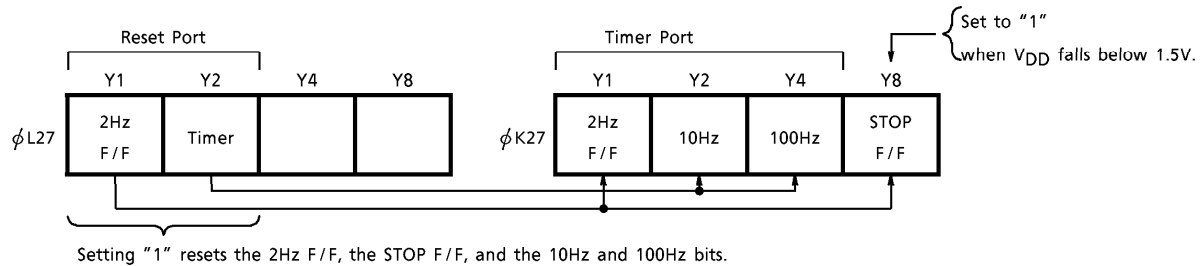 Set to "1"
when VDD falls below 1.5V.
Reset Port
Timer Port
Y1 Y2 Y4 Y8
Y1 Y2 Y4 Y8
ϕL27
2Hz
F/F
Timer
ϕK27
2Hz
F/F
10Hz
100Hz
STOP
F/F
Setting "1" resets the 2Hz F/F, the STOP F/F, and the 10Hz and 100Hz bits.